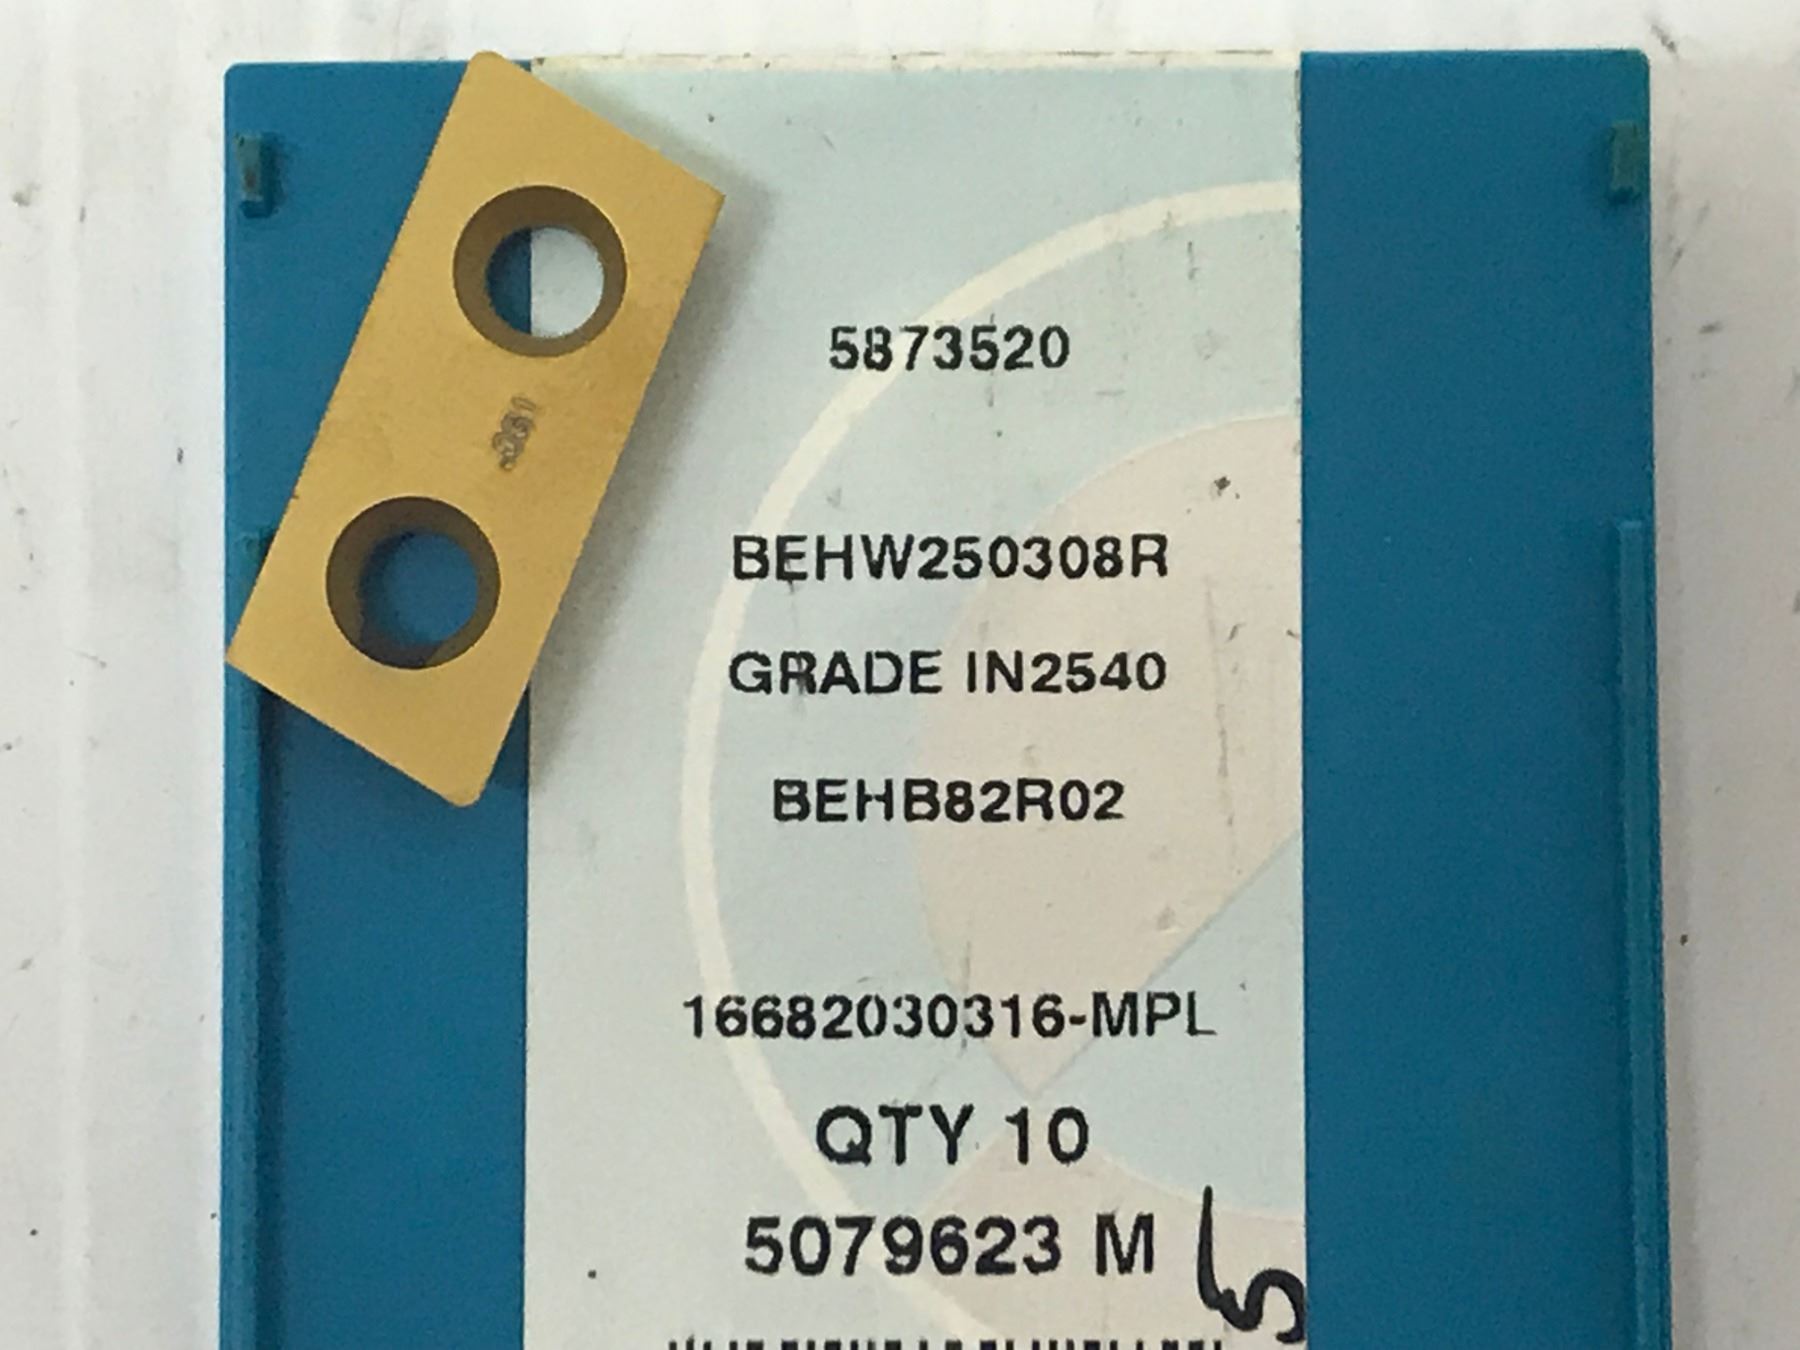 5873520
BEHW250308R
GRADE IN2540
BEHB82R02
16682030316-MPL
QTY 10
5079623 M